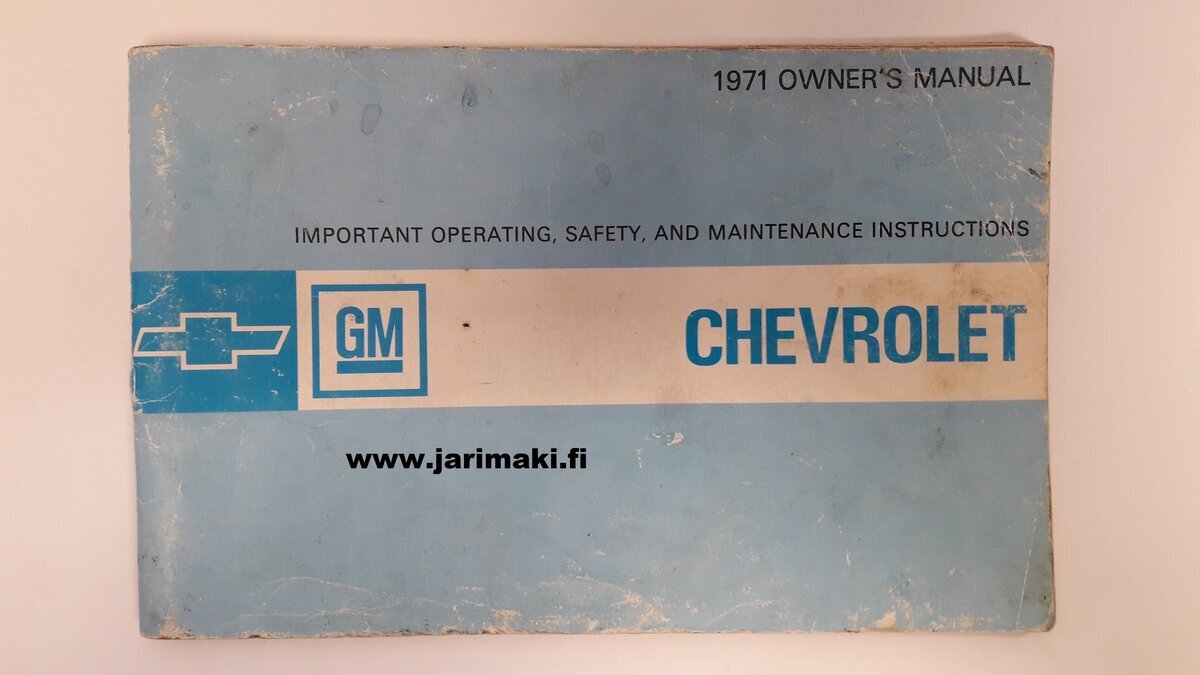 1971 OWNER'S MANUAL
IMPORTANT OPERATING, SAFETY, AND MAINTENANCE INSTRUCTIONS
GM
CHEVROLET
www.jarimaki.fi